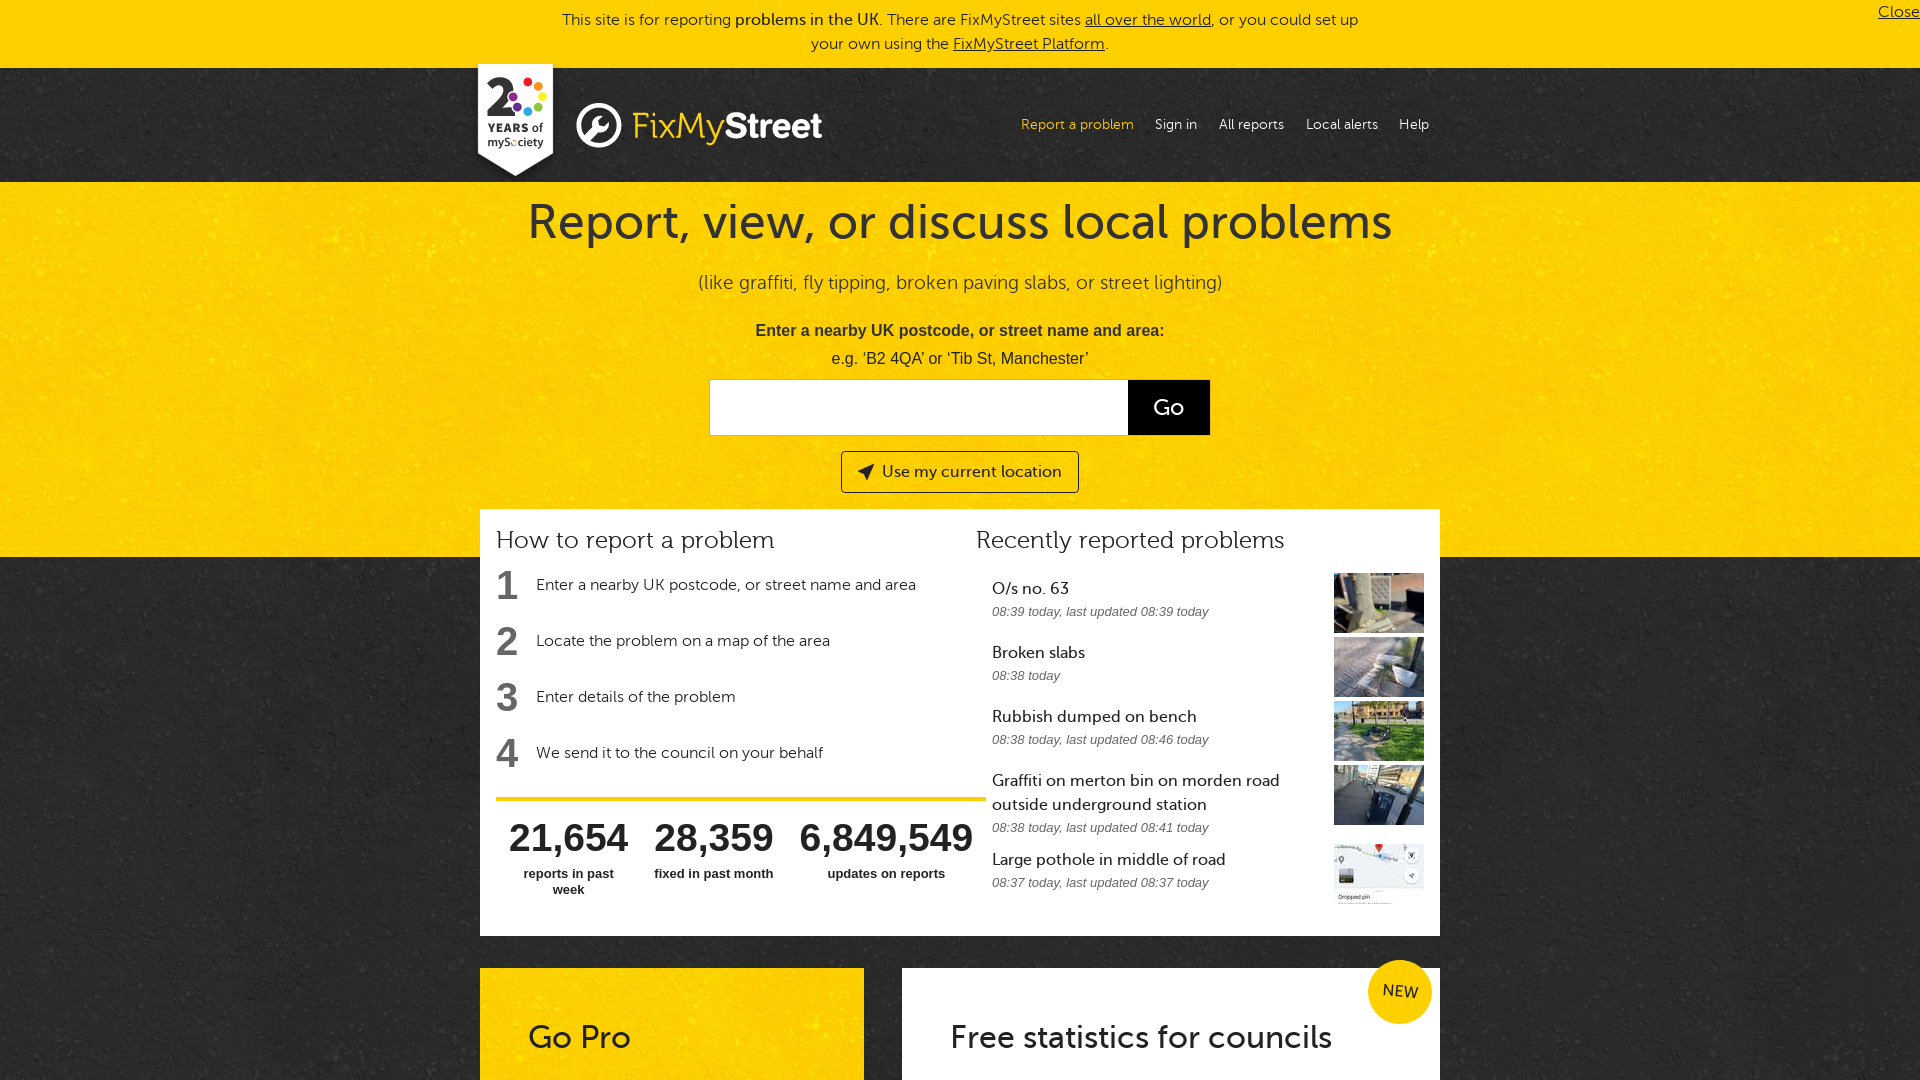 This site is for reporting problems in the UK. There are FixMyStreet sites all over the world, or you could set up
your own using the FixMyStreet Platform.
Close
20
YEARS of
mySociety
FixMyStreet
Report a problem
Sign in
All reports
Local alerts
Help
Report, view, or discuss local problems
(like graffiti, fly tipping, broken paving slabs, or street lighting)
Enter a nearby UK postcode, or street name and area:
e.g. ‘B2 4QA’ or ‘Tib St, Manchester’
Go
Use my current location
How to report a problem
1 Enter a nearby UK postcode, or street name and area
2 Locate the problem on a map of the area
3 Enter details of the problem
4 We send it to the council on your behalf
21,654
reports in past
week
28,359
fixed in past month
6,849,549
updates on reports
Recently reported problems
O/s no. 63
08:39 today, last updated 08:39 today
Broken slabs
08:38 today
Rubbish dumped on bench
08:38 today, last updated 08:46 today
Graffiti on merton bin on morden road
outside underground station
08:38 today, last updated 08:41 today
Large pothole in middle of road
08:37 today, last updated 08:37 today
Dropped pin
Go Pro
NEW
Free statistics for councils